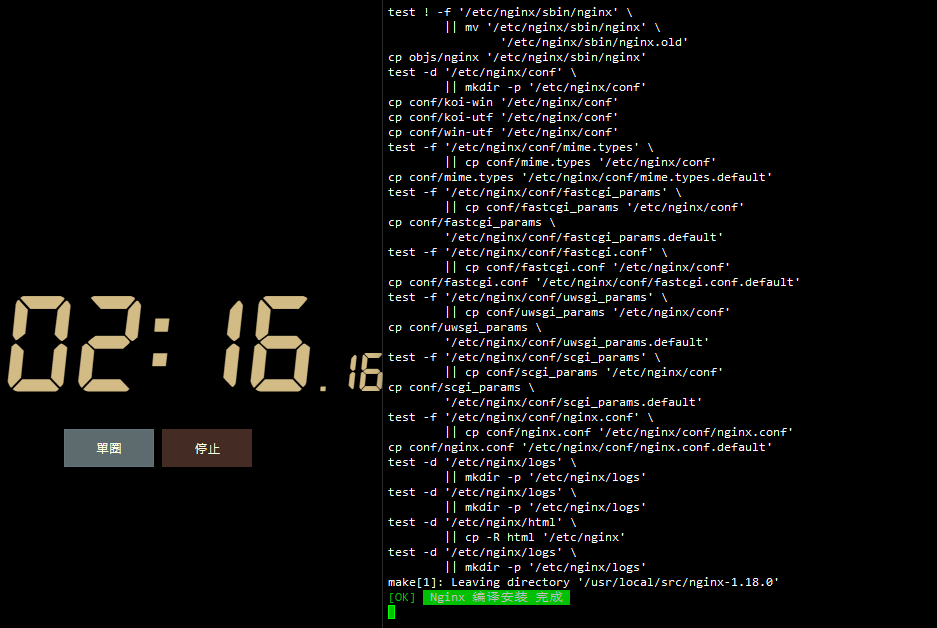 02:16.16
單圈
停止
test ! -f '/etc/nginx/sbin/nginx' \
|| mv '/etc/nginx/sbin/nginx' \
'/etc/nginx/sbin/nginx.old'
cp objs/nginx '/etc/nginx/sbin/nginx'
test -d '/etc/nginx/conf' \
|| mkdir -p '/etc/nginx/conf'
cp conf/koi-win '/etc/nginx/conf'
cp conf/koi-utf '/etc/nginx/conf'
cp conf/win-utf '/etc/nginx/conf'
test -f '/etc/nginx/conf/mime.types' \
|| cp conf/mime.types '/etc/nginx/conf'
cp conf/mime.types '/etc/nginx/conf/mime.types.default'
test -f '/etc/nginx/conf/fastcgi_params' \
|| cp conf/fastcgi_params '/etc/nginx/conf'
cp conf/fastcgi_params \
'/etc/nginx/conf/fastcgi_params.default'
test -f '/etc/nginx/conf/fastcgi.conf' \
|| cp conf/fastcgi.conf '/etc/nginx/conf'
cp conf/fastcgi.conf '/etc/nginx/conf/fastcgi.conf.default'
test -f '/etc/nginx/conf/uwsgi_params' \
|| cp conf/uwsgi_params '/etc/nginx/conf'
cp conf/uwsgi_params \
'/etc/nginx/conf/uwsgi_params.default'
test -f '/etc/nginx/conf/scgi_params' \
|| cp conf/scgi_params '/etc/nginx/conf'
cp conf/scgi_params \
'/etc/nginx/conf/scgi_params.default'
test -f '/etc/nginx/conf/nginx.conf' \
|| cp conf/nginx.conf '/etc/nginx/conf/nginx.conf'
cp conf/nginx.conf '/etc/nginx/conf/nginx.conf.default'
test -d '/etc/nginx/logs' \
|| mkdir -p '/etc/nginx/logs'
test -d '/etc/nginx/logs' \
|| mkdir -p '/etc/nginx/logs'
test -d '/etc/nginx/html' \
|| cp -R html '/etc/nginx'
test -d '/etc/nginx/logs' \
|| mkdir -p '/etc/nginx/logs'
make[1]: Leaving directory '/usr/local/src/nginx-1.18.0'
[OK] Nginx 编译安装 完成